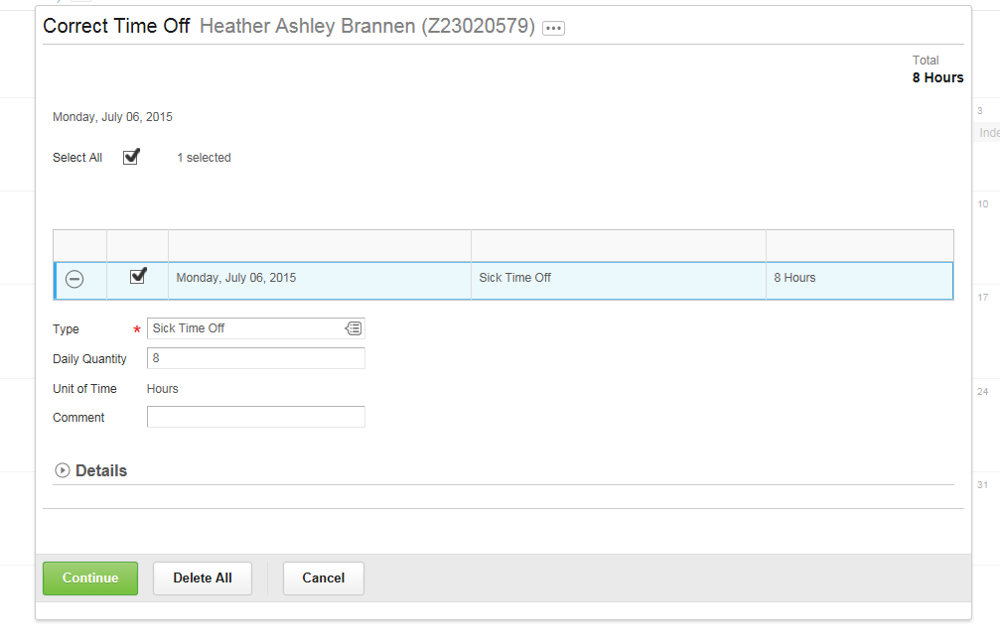 Correct Time Off Heather Ashley Brannen (Z23020579)
Total
8 Hours
Monday, July 06, 2015
3
Select All 1 selected
10
Monday, July 06, 2015 Sick Time Off 8 Hours
17
Type * Sick Time Off
Daily Quantity 8
Unit of Time Hours
24
Comment
Details
31
Continue Delete All Cancel